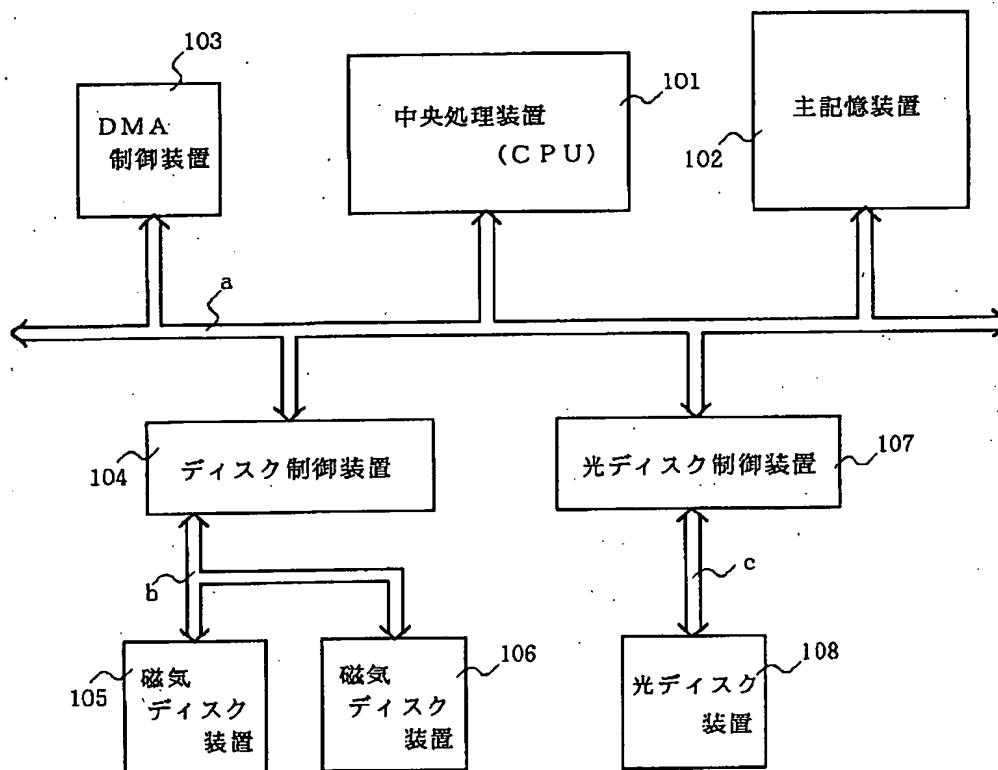 103
DMA
制御装置
中央処理装置
(CPU)
101
主記憶装置
102
a
104
ディスク制御装置
光ディスク制御装置
107
b
c
105
磁気
ディスク
装置
磁気
ディスク
装置
106
光ディスク
装置
108